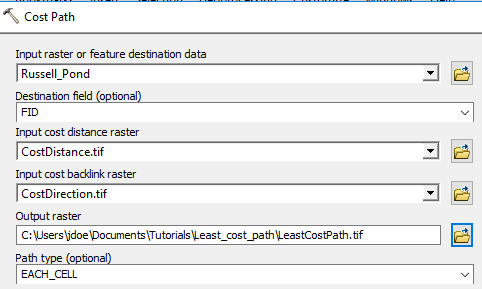 Cost Path
Input raster or feature destination data
Russell_Pond
Destination field (optional)
FID
Input cost distance raster
CostDistance.tif
Input cost backlink raster
CostDirection.tif
Output raster
C:\Users\jdoe\Documents\Tutorials\Least_cost_path\LeastCostPath.tif
Path type (optional)
EACH_CELL